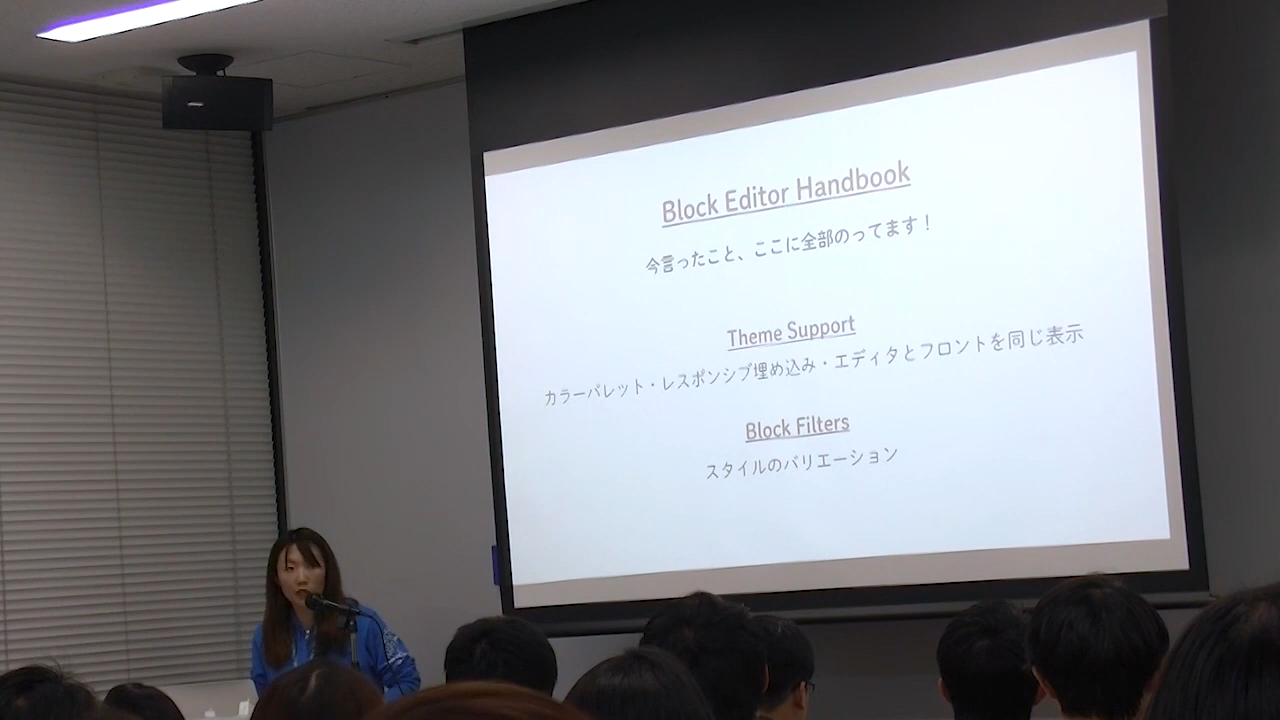 Block Editor Handbook
今言ったこと、ここに全部のってます！
Theme Support
カラーパレット・レスポンシブ埋め込み・エディタとフロントを同じ表示
Block Filters
スタイルのバリエーション